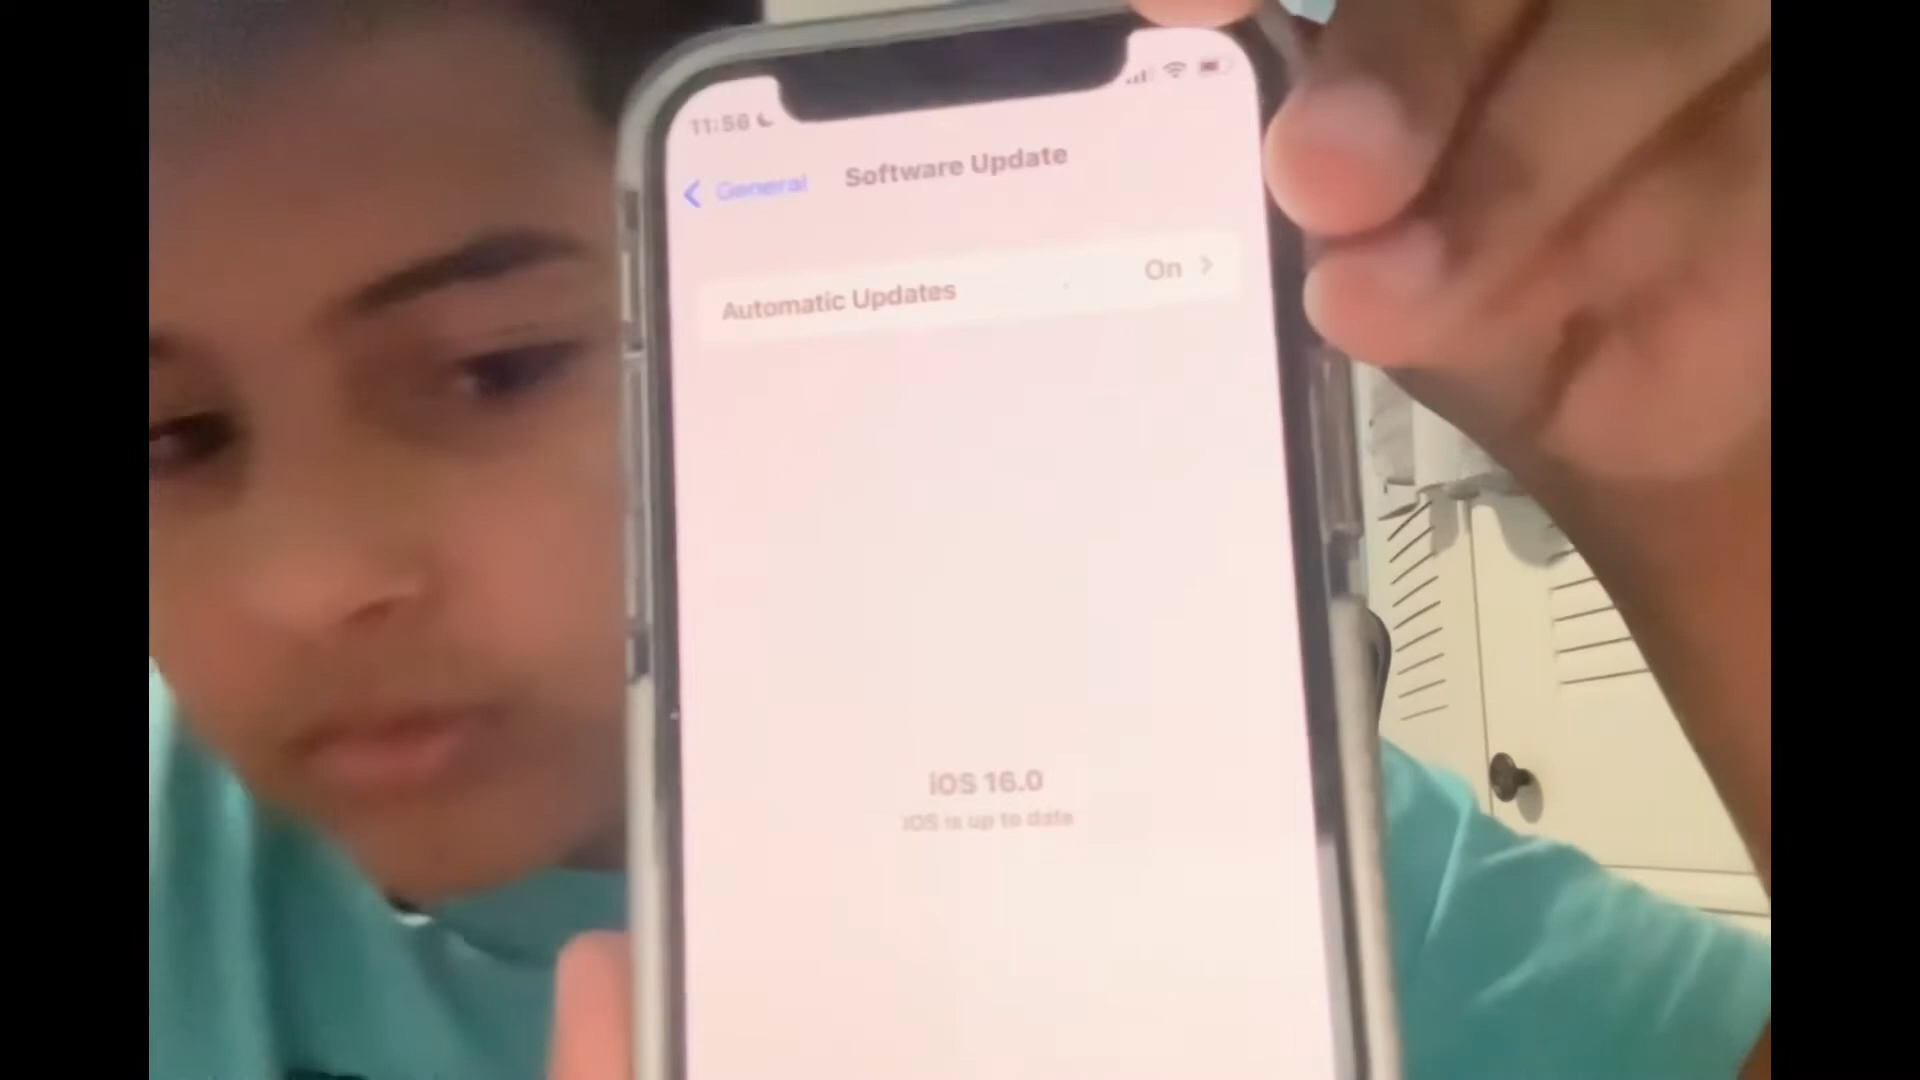 11:56
General
Software Update
Automatic Updates
On
iOS 16.0
iOS is up to date